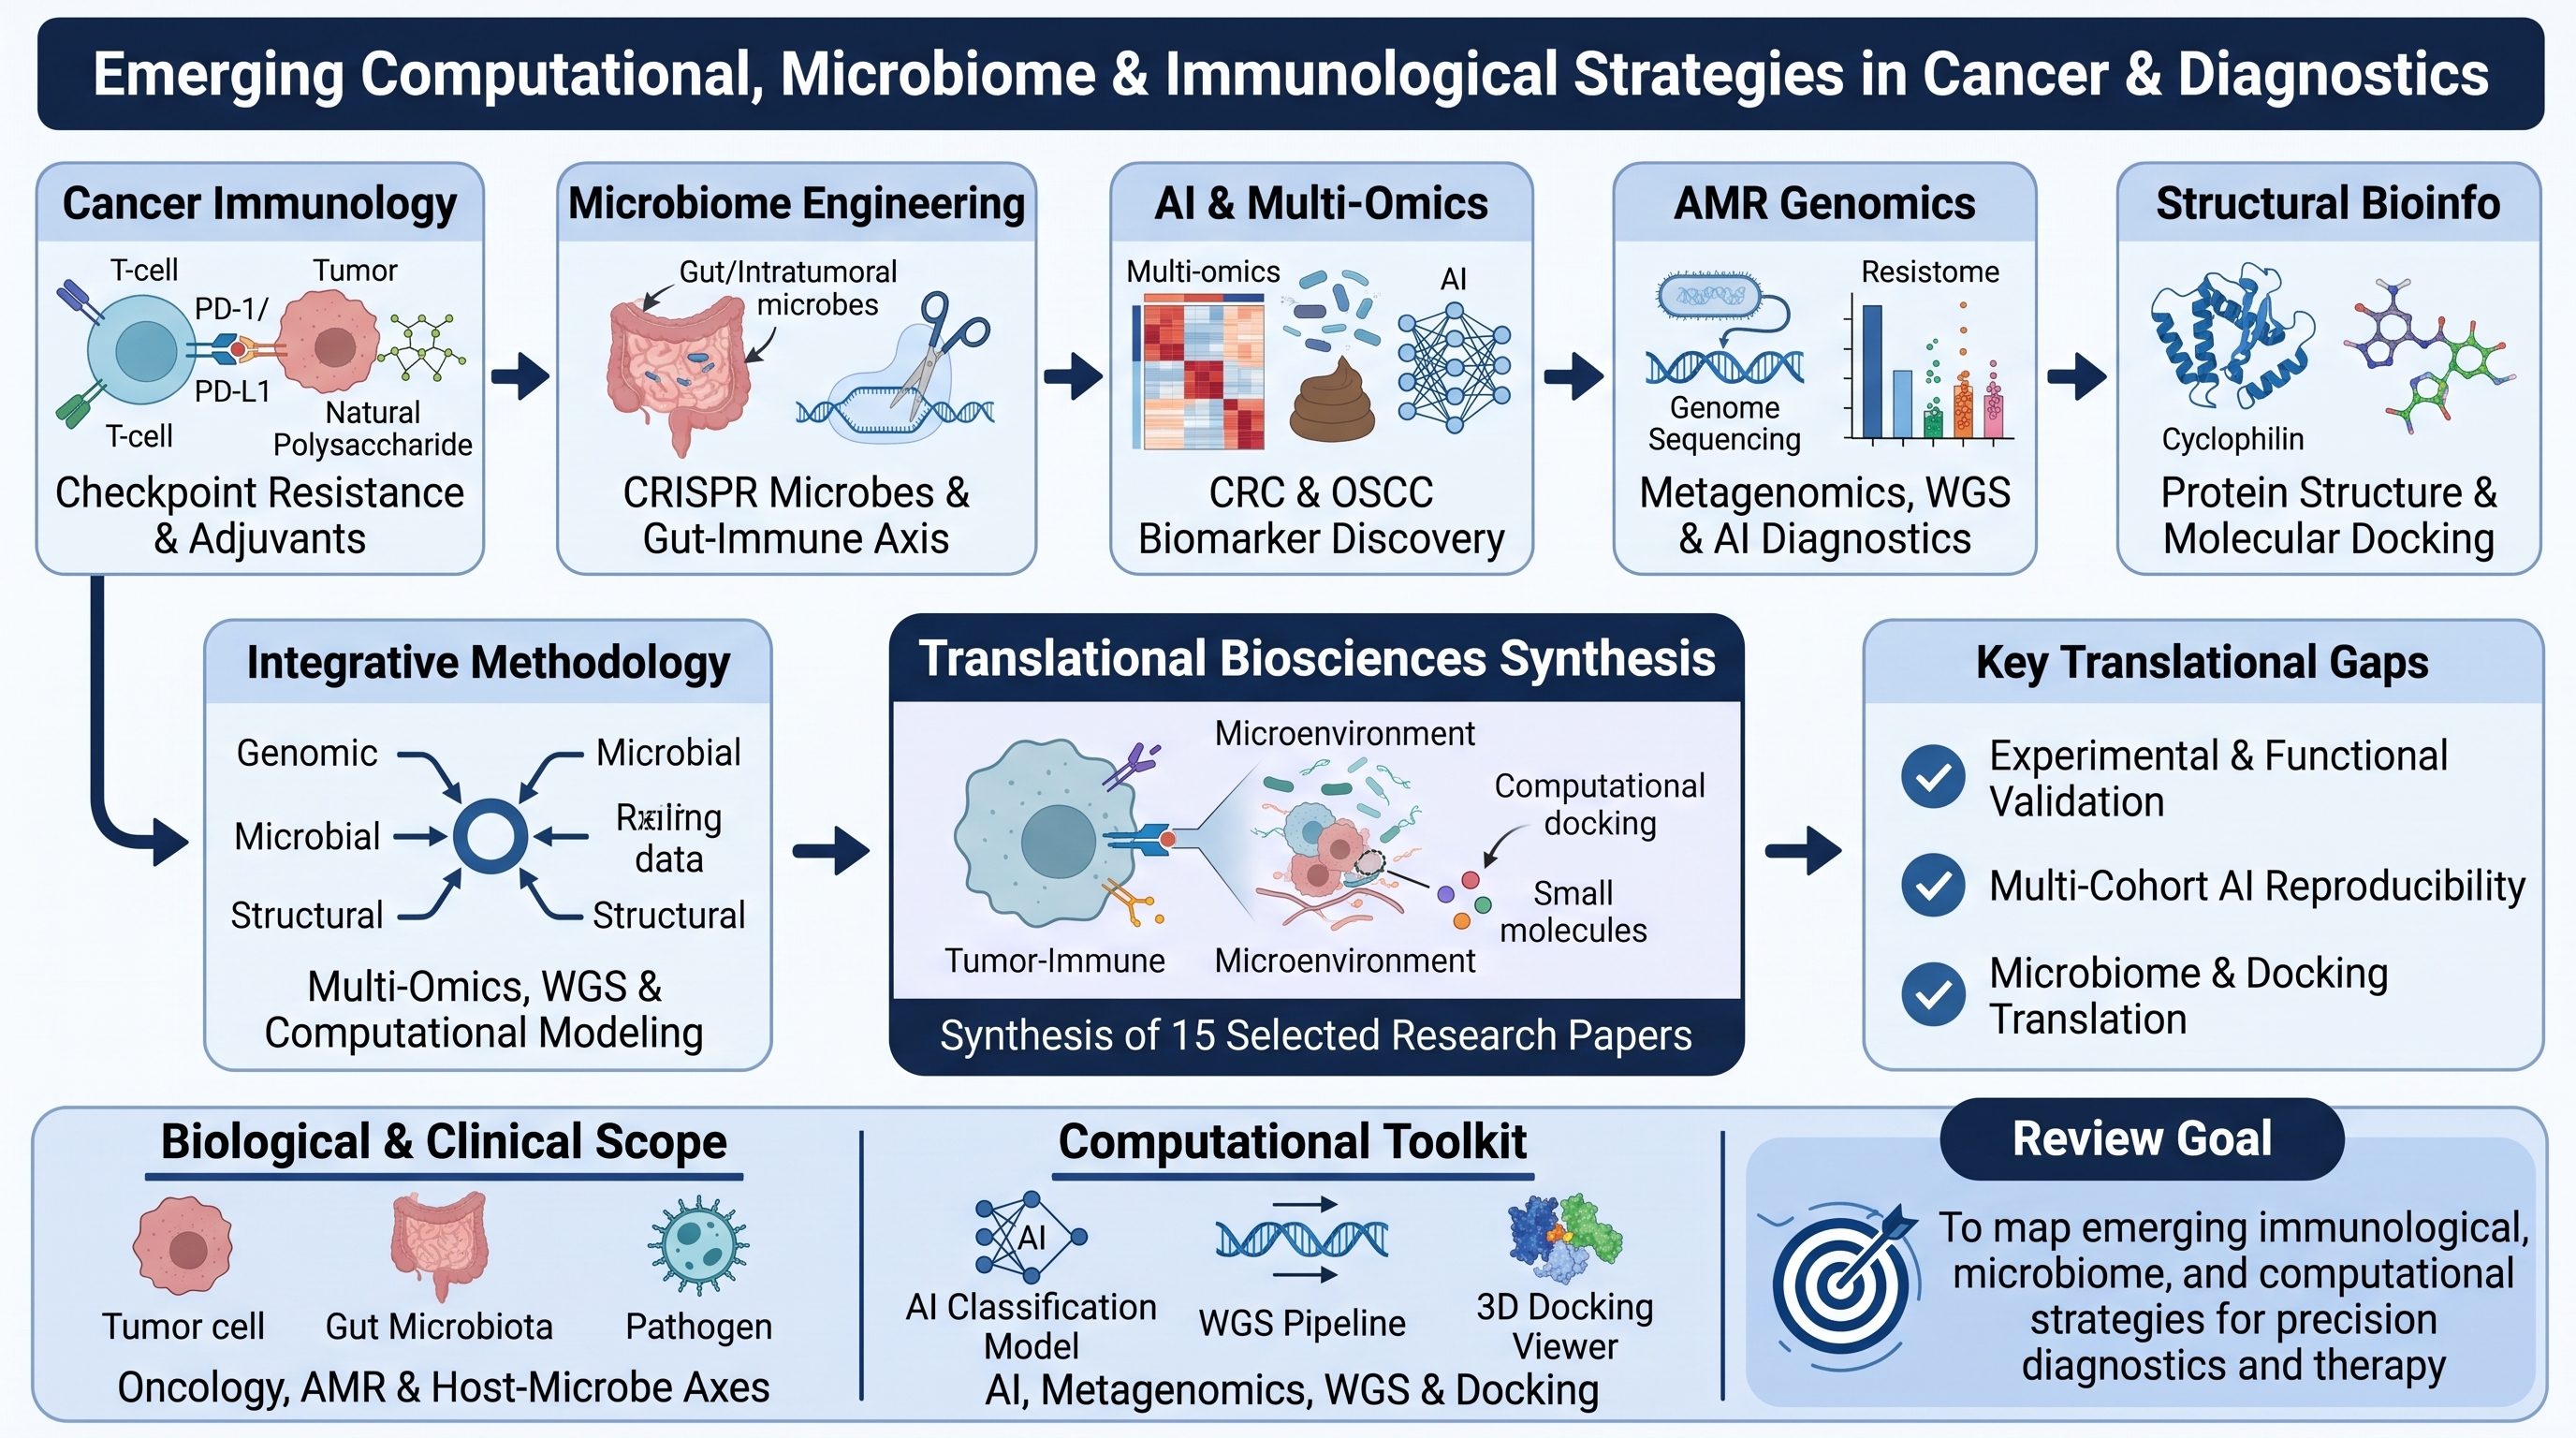 Emerging Computational, Microbiome & Immunological Strategies in Cancer & Diagnostics
Cancer Immunology
T-cell
Tumor
PD-1/
PD-L1
T-cell
Natural
Polysaccharide
Checkpoint Resistance
& Adjuvants
Microbiome Engineering
Gut/Intratumoral
microbes
CRISPR Microbes &
Gut-Immune Axis
AI & Multi-Omics
Multi-omics
AI
CRC & OSCC
Biomarker Discovery
AMR Genomics
Resistome
Genome
Sequencing
Metagenomics, WGS
& AI Diagnostics
Structural Bioinfo
Cyclophilin
Protein Structure &
Molecular Docking
Integrative Methodology
Genomic
Microbial
Microbial
data
Structural
Structural
Multi-Omics, WGS &
Computational Modeling
Translational Biosciences Synthesis
Microenvironment
Computational
docking
Small
molecules
Tumor-Immune
Microenvironment
Synthesis of 15 Selected Research Papers
Key Translational Gaps
Experimental & Functional
Validation
Multi-Cohort AI Reproducibility
Microbiome & Docking
Translation
Biological & Clinical Scope
Tumor cell
Gut Microbiota
Pathogen
Oncology, AMR & Host-Microbe Axes
Computational Toolkit
AI
AI Classification
Model
WGS Pipeline
3D Docking
Viewer
AI, Metagenomics, WGS & Docking
Review Goal
To map emerging immunological,
microbiome, and computational
strategies for precision
diagnostics and therapy